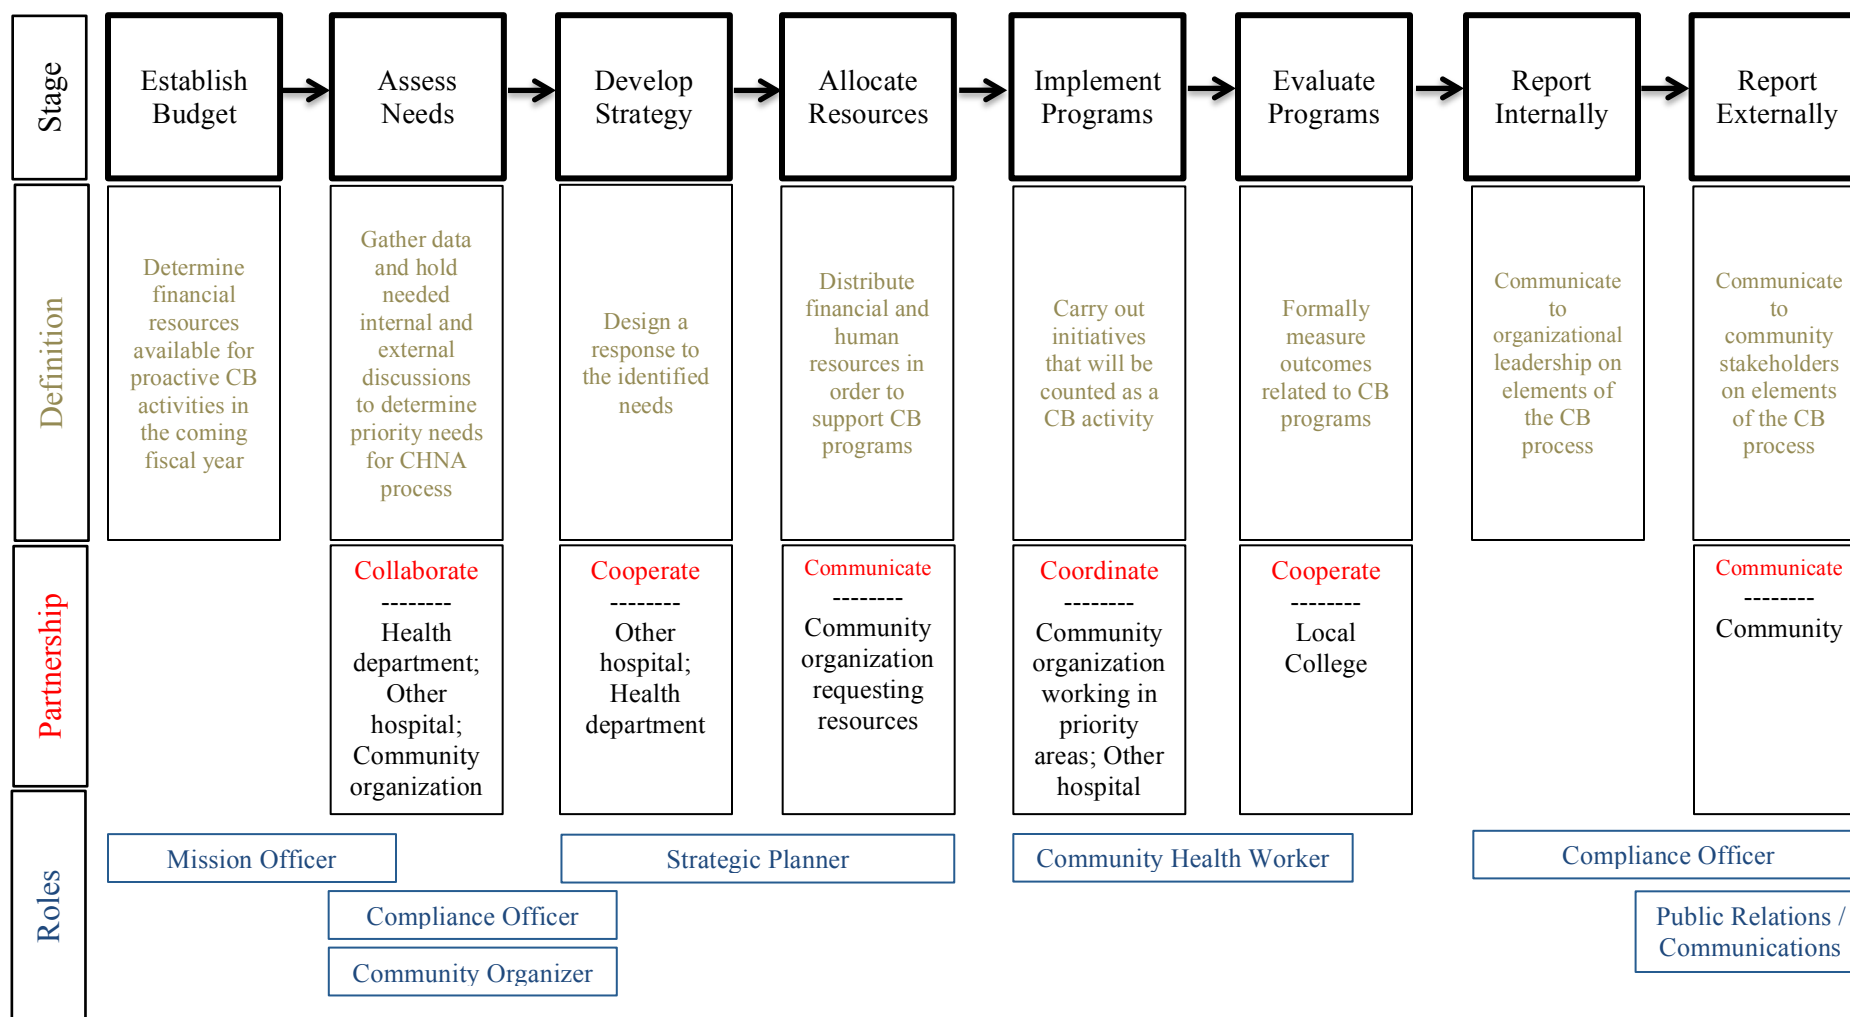 Stage
Establish
Budget
Assess
Needs
Develop
Strategy
Allocate
Resources
Implement
Programs
Evaluate
Programs
Report
Internally
Report
Externally
Definition
Determine
financial
resources
available for
proactive CB
activities in
the coming
fiscal year
Gather data
and hold
needed
internal and
external
discussions
to determine
priority needs
for CHNA
process
Design a
response to
the identified
needs
Distribute
financial and
human
resources in
order to
support CB
programs
Carry out
initiatives
that will be
counted as a
CB activity
Formally
measure
outcomes
related to CB
programs
Communicate
to
organizational
leadership on
elements of
the CB
process
Communicate
to
community
stakeholders
on elements
of the CB
process
Partnership
Collaborate
--------
Health
department;
Other
hospital;
Community
organization
Cooperate
--------
Other
hospital;
Health
department
Communicate
--------
Community
organization
requesting
resources
Coordinate
--------
Community
organization
working in
priority
areas; Other
hospital
Cooperate
--------
Local
College
Communicate
--------
Community
Roles
Mission Officer
Strategic Planner
Community Health Worker
Compliance Officer
Compliance Officer
Public Relations /
Communications
Community Organizer